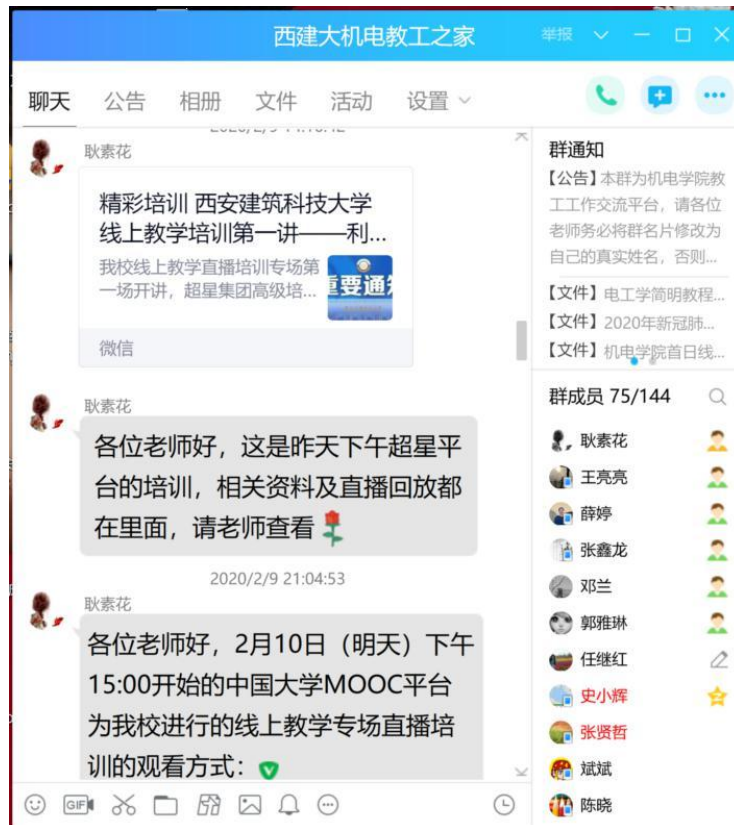 西建大机电教工之家
举报
聊天 公告 相册 文件 活动 设置
耿素花
精彩培训 西安建筑科技大学
线上教学培训第一讲——利...
我校线上教学直播培训专场第
一场开讲，超星集团高级培...
重要通
微信
耿素花
各位老师好，这是昨天下午超星平
台的培训，相关资料及直播回放都
在里面，请老师查看
2020/2/9 21:04:53
耿素花
各位老师好，2月10日（明天）下午
15:00开始的中国大学MOOC平台
为我校进行的线上教学专场直播培
训的观看方式：
GIF
群通知
【公告】本群为机电学院教
工工作交流平台，请各位
老师务必将群名片修改为
自己的真实姓名，否则...
【文件】电工学简明教程...
【文件】2020年新冠肺...
【文件】机电学院首日线...
群成员 75/144
耿素花
王亮亮
薛婷
张鑫龙
邓兰
郭雅琳
任继红
史小辉
张贤哲
斌斌
陈晓